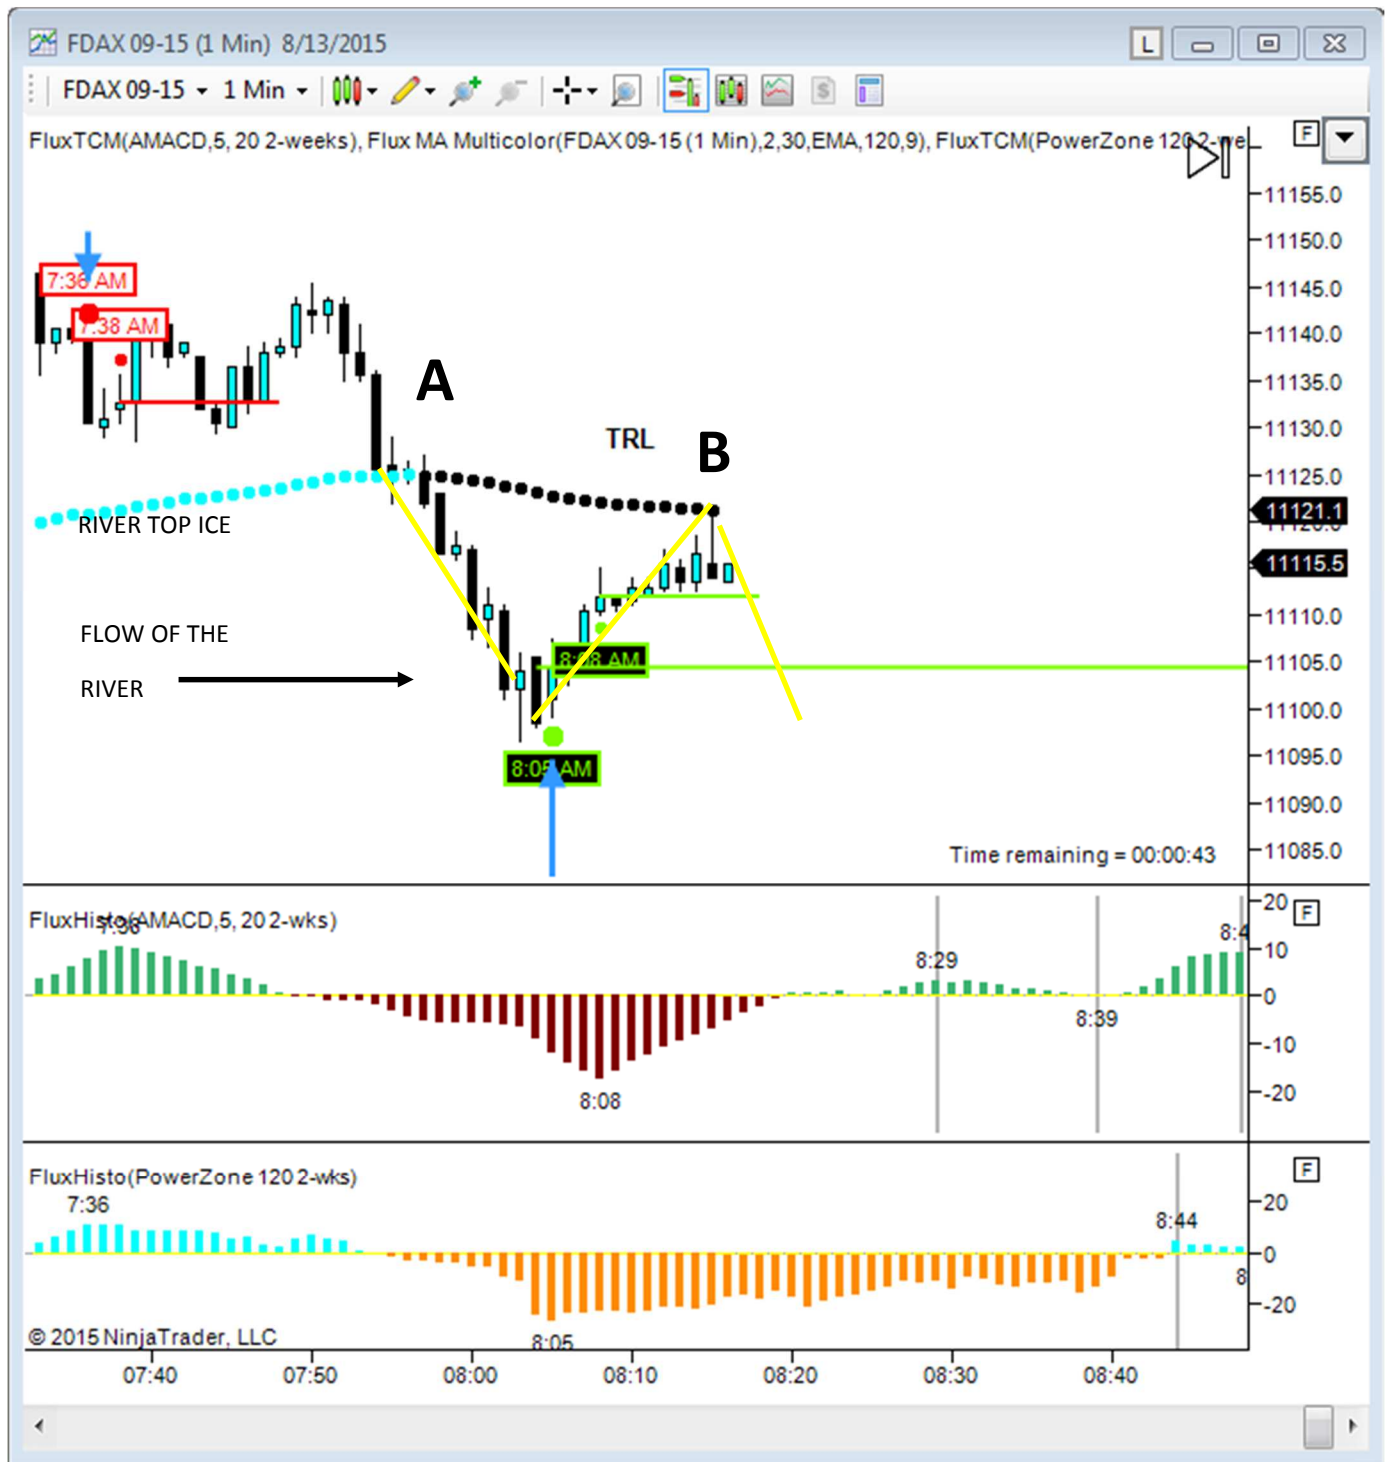 FDAX 09-15 (1 Min)  8/13/2015
L
FDAX 09-15
1 Min
FluxTCM(AMACD,5, 20 2-weeks), Flux MA Multicolor(FDAX 09-15 (1 Min),2,30,EMA,120,9), FluxTCM(PowerZone 120 2-we
F
11155.0
11150.0
7:36 AM
11145.0
7:38 AM
11140.0
11135.0
A
11130.0
TRL
B
11125.0
RIVER TOP ICE
11121.1
11120.0
11115.5
11110.0
FLOW OF THE
8:08 AM
11105.0
RIVER
11100.0
8:05 AM
11095.0
11090.0
Time remaining = 00:00:43
11085.0
FluxHisto(AMACD,5, 20 2-wks)
20
F
8:4
10
8:29
0
8:39
-10
8:08
-20
FluxHisto(PowerZone 120 2-wks)
F
7:36
20
8:44
0
8
-20
© 2015 NinjaTrader, LLC
8:05
07:40
07:50
08:00
08:10
08:20
08:30
08:40